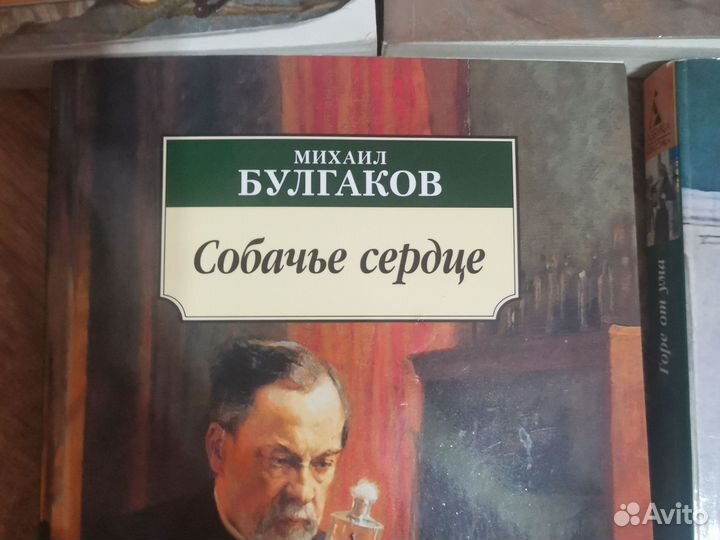 МИХАИЛ
БУЛГАКОВ
Собачье сердце
Горе от ума
Avito